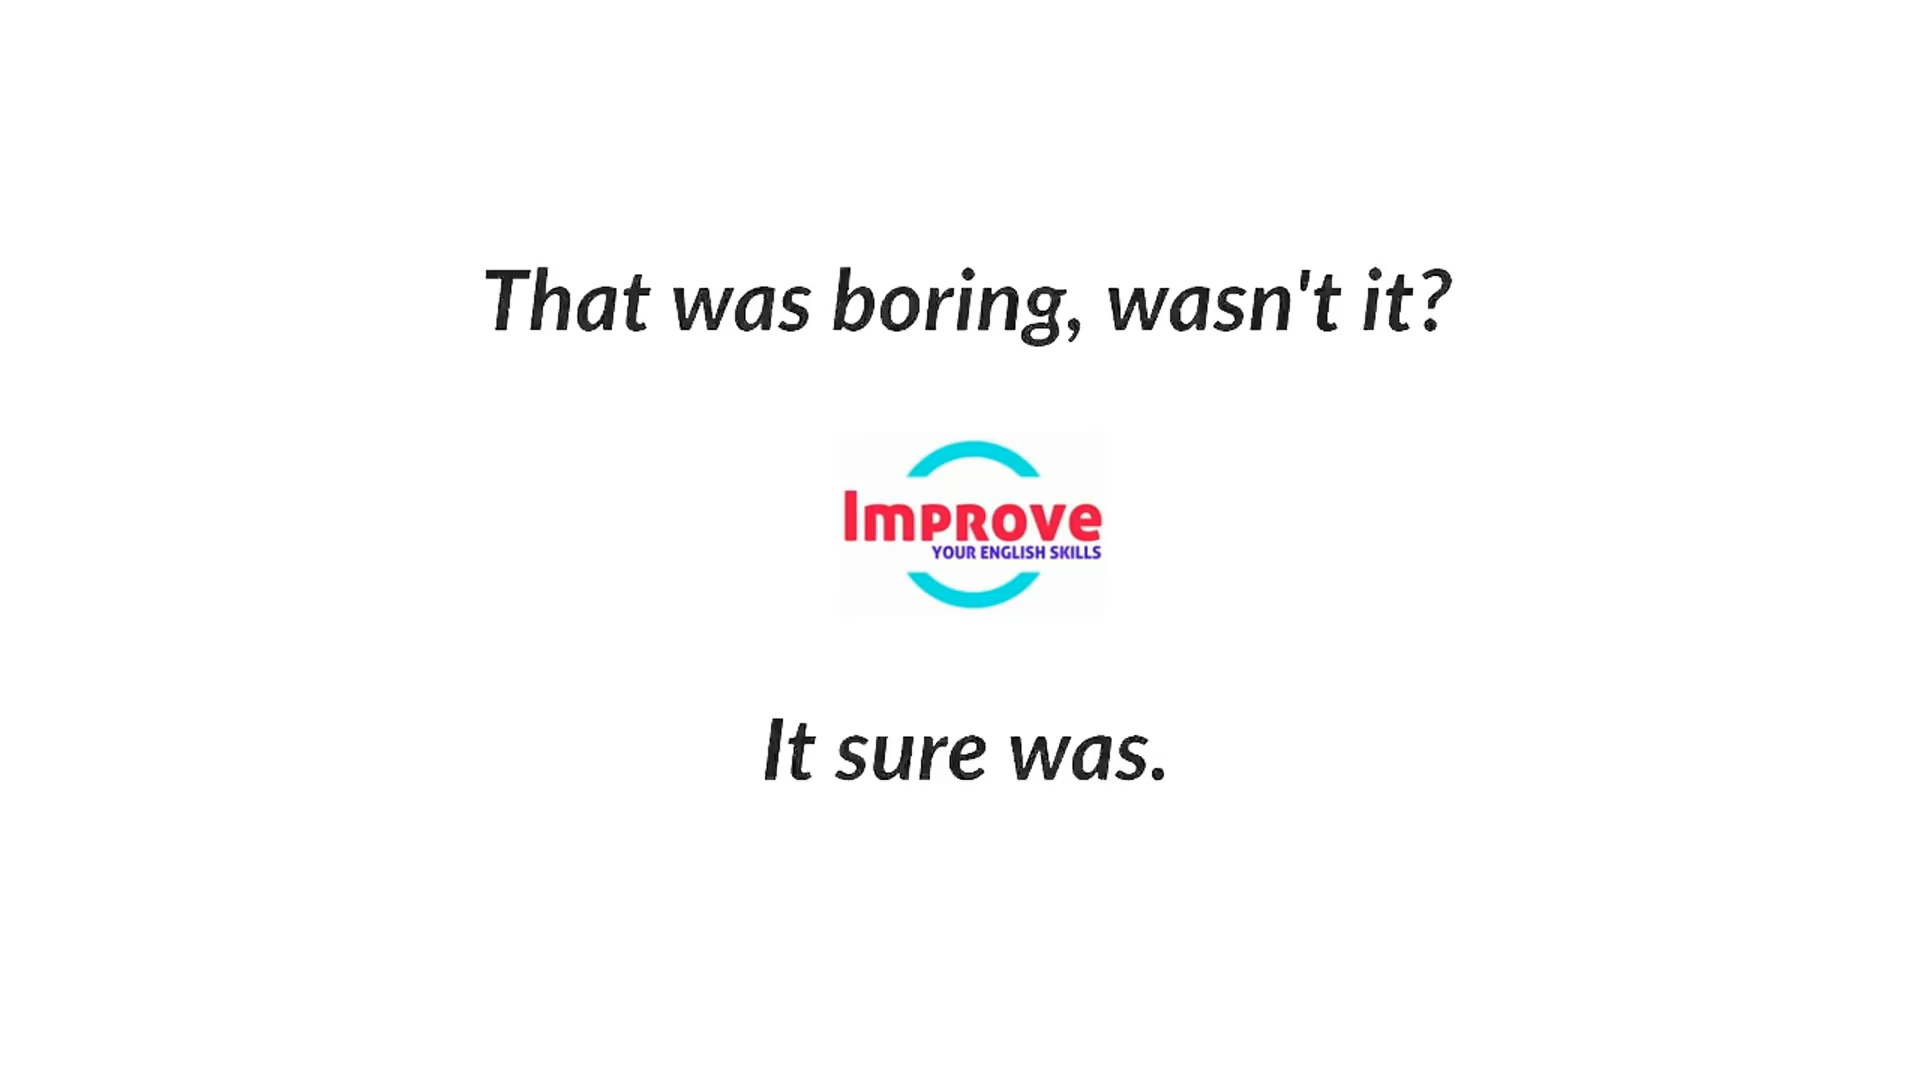 That was boring, wasn't it?
Improve
YOUR ENGLISH SKILLS
It sure was.